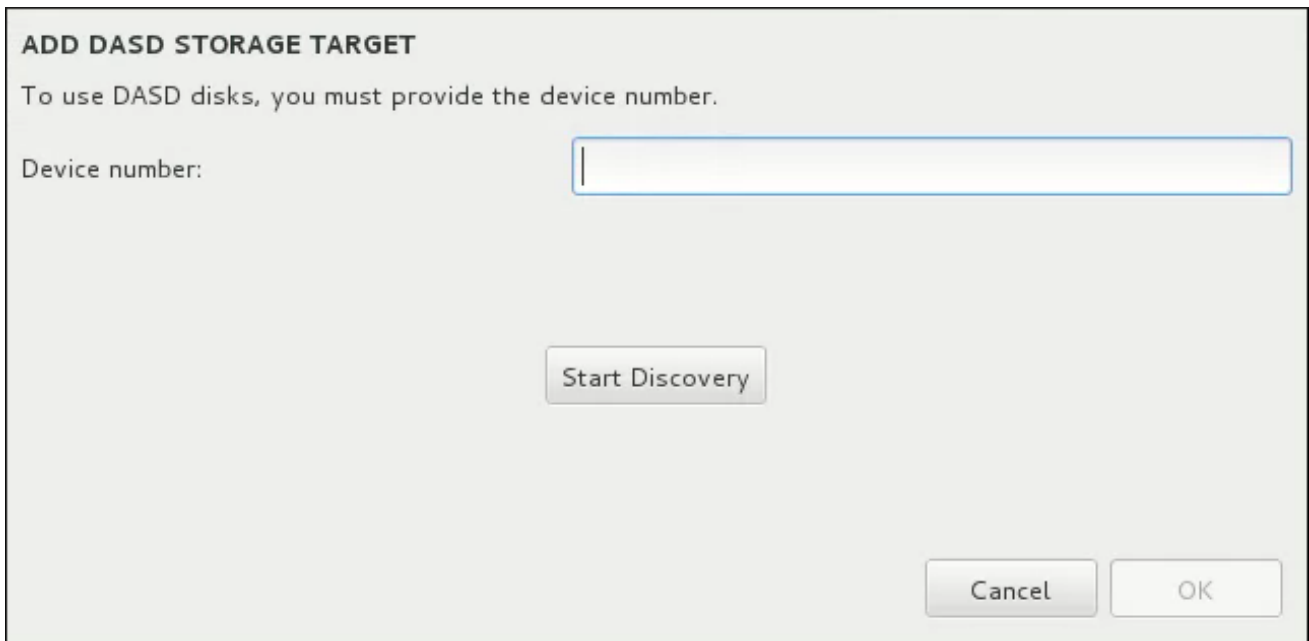 ADD DASD STORAGE TARGET
To use DASD disks, you must provide the device number.
Device number:
Start Discovery
Cancel
OK